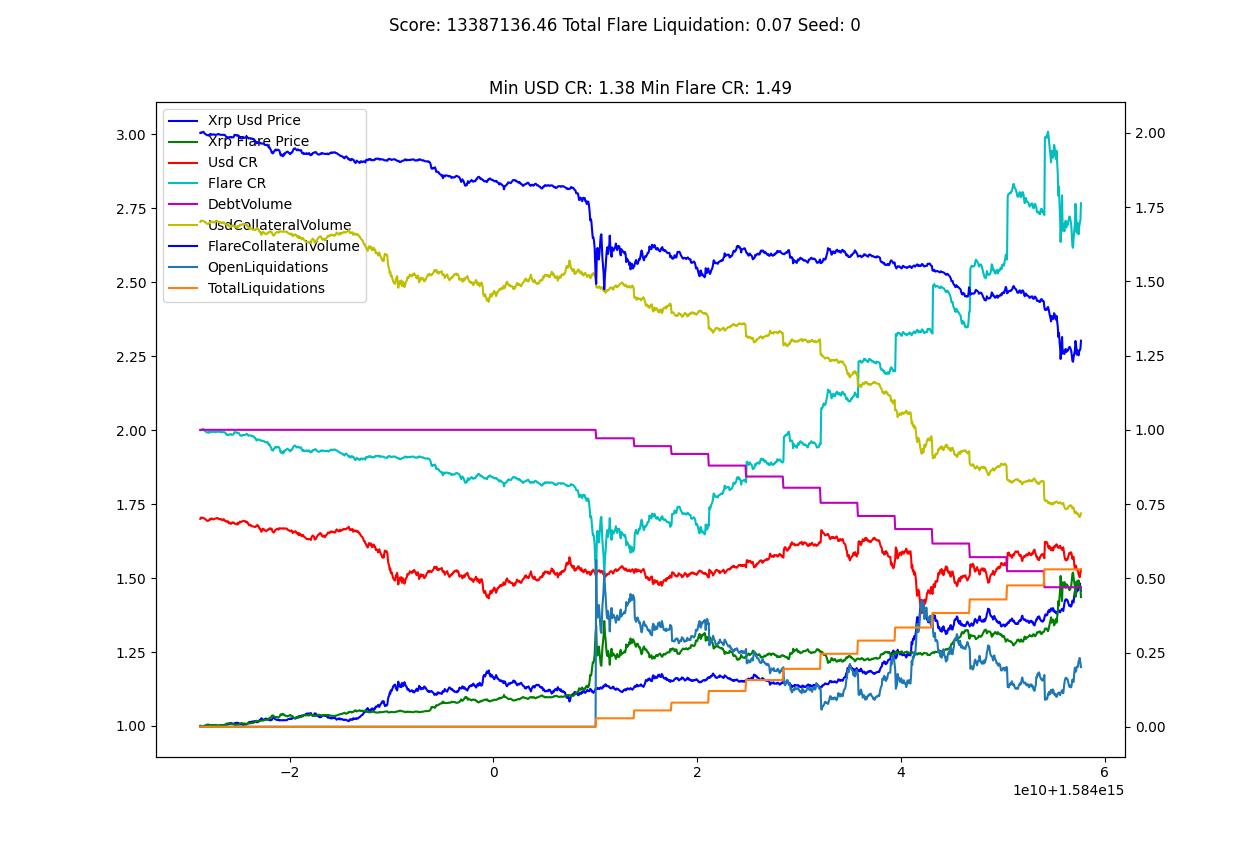 Score: 13387136.46 Total Flare Liquidation: 0.07 Seed: 0
Min USD CR: 1.38 Min Flare CR: 1.49
Xrp Usd Price
Xrp Flare Price
Usd CR
Flare CR
DebtVolume
UsdCollateralVolume
FlareCollateralVolume
OpenLiquidations
TotalLiquidations
3.00
2.75
2.50
2.25
2.00
1.75
1.50
1.25
1.00
2.00
1.75
1.50
1.25
1.00
0.75
0.50
0.25
0.00
−2
0
2
4
6
1e10+1.584e15